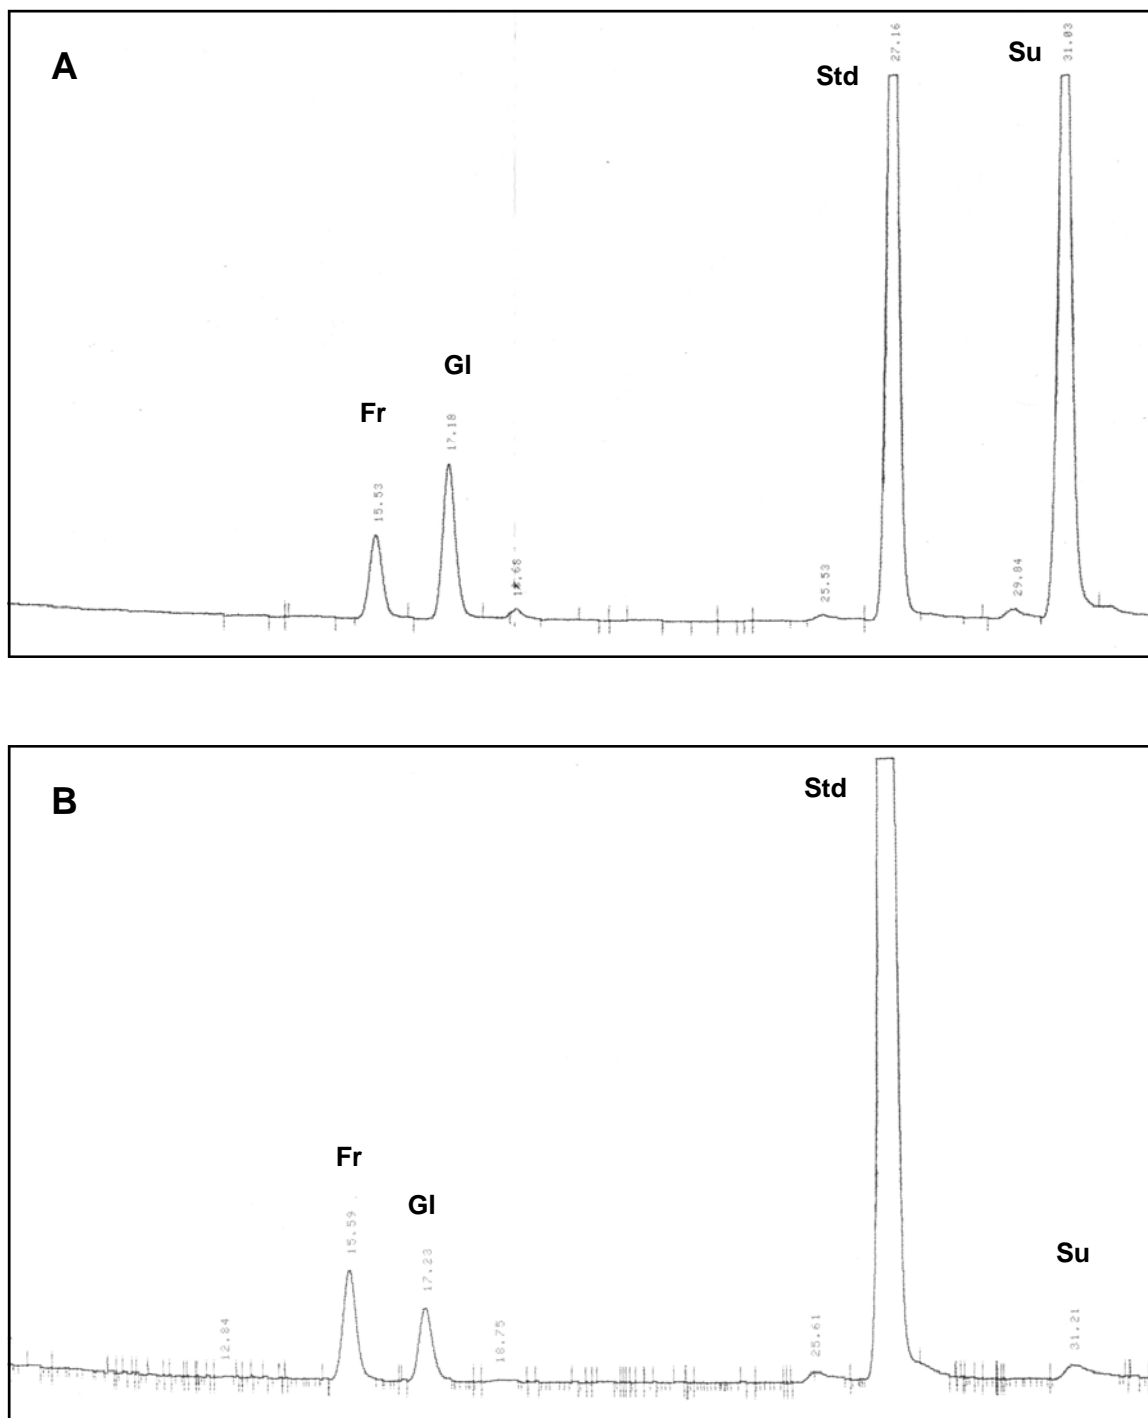 A
Std
27.16
Su
31.03
Gl
17.18
Fr
15.53
25.53
29.84
B
Std
Fr
15.59
Gl
17.23
12.84
18.75
25.61
Su
31.21